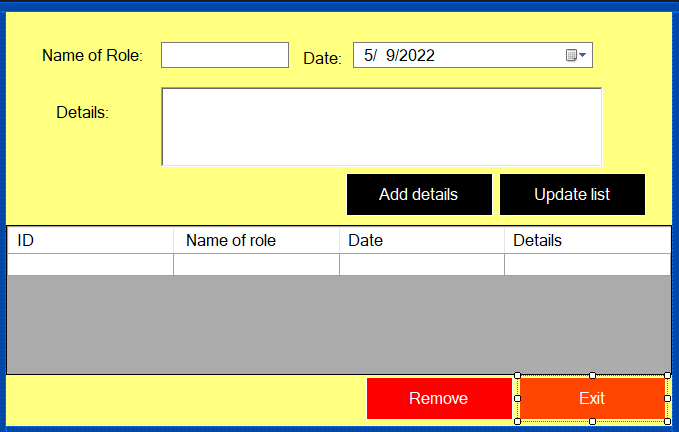 Name of Role:
Date: 5/ 9/2022
Details:
Add details Update list
ID Name of role Date Details
Remove Exit